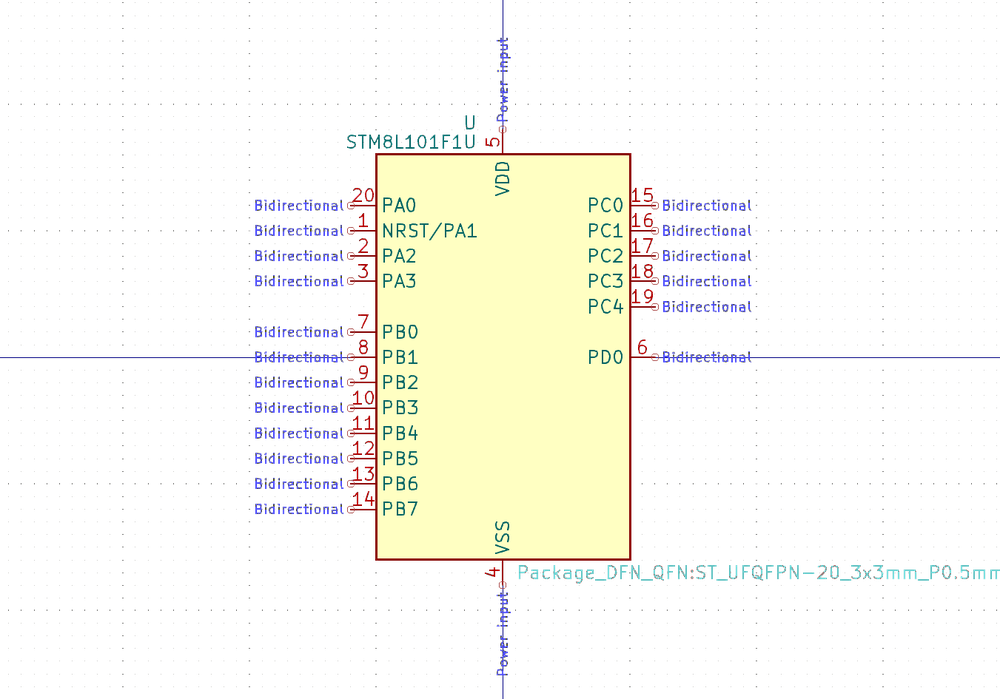 Power input
U
STM8L101F1U
5
VDD
Bidirectional 20 PA0
Bidirectional 1 NRST/PA1
Bidirectional 2 PA2
Bidirectional 3 PA3
Bidirectional 7 PB0
Bidirectional 8 PB1
Bidirectional 9 PB2
Bidirectional 10 PB3
Bidirectional 11 PB4
Bidirectional 12 PB5
Bidirectional 13 PB6
Bidirectional 14 PB7
PC0 15 Bidirectional
PC1 16 Bidirectional
PC2 17 Bidirectional
PC3 18 Bidirectional
PC4 19 Bidirectional
PD0 6 Bidirectional
VSS
4
Package_DFN_QFN:ST_UFQFPN-20_3x3mm_P0.5mm
Power input